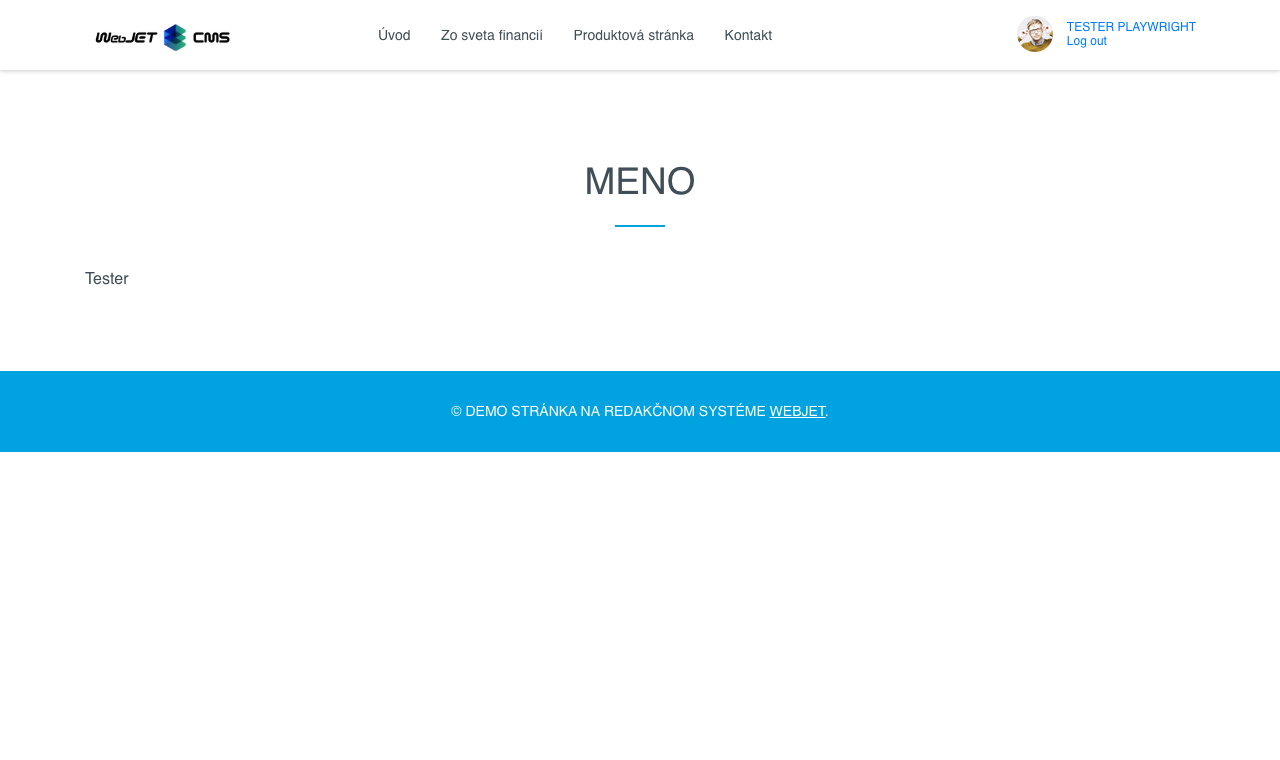 WebJET CMS
Úvod
Zo sveta financií
Produktová stránka
Kontakt
TESTER PLAYWRIGHT
Log out
MENO
Tester
© DEMO STRÁNKA NA REDAKČNOM SYSTÉME WEBJET.